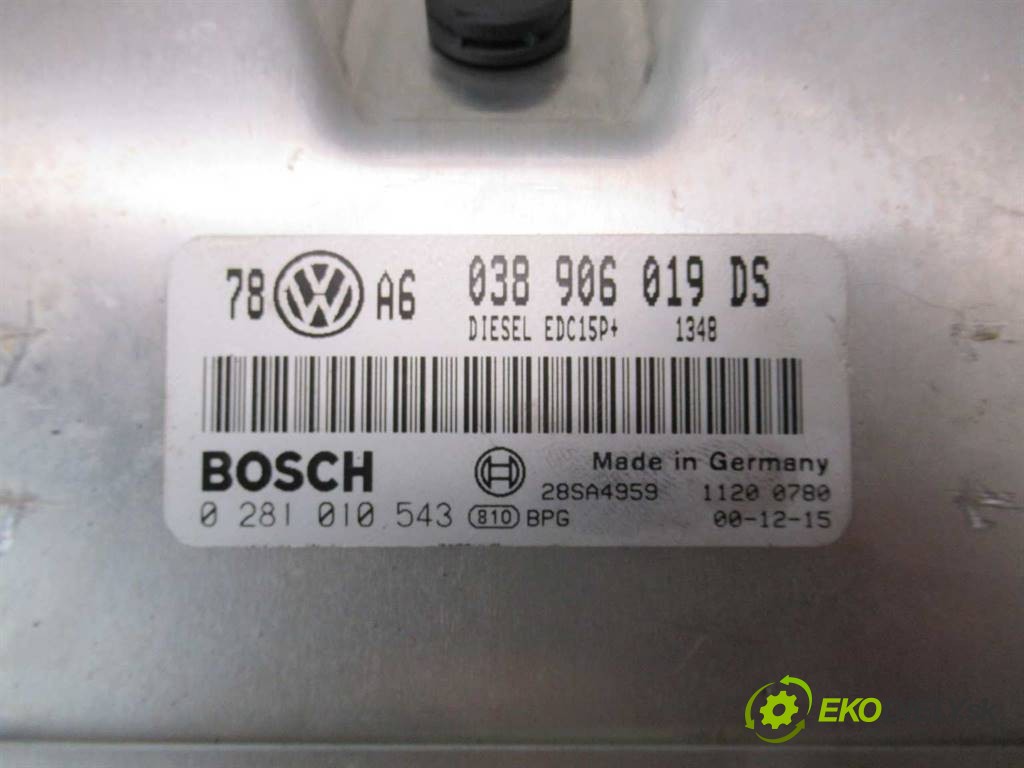 78 VW A6 038 906 019 DS
DIESEL EDC15P+ 1348
BOSCH
Made in Germany
28SA4959 1120 0780
0 281 010 543 810 BPG 00-12-15
EKO